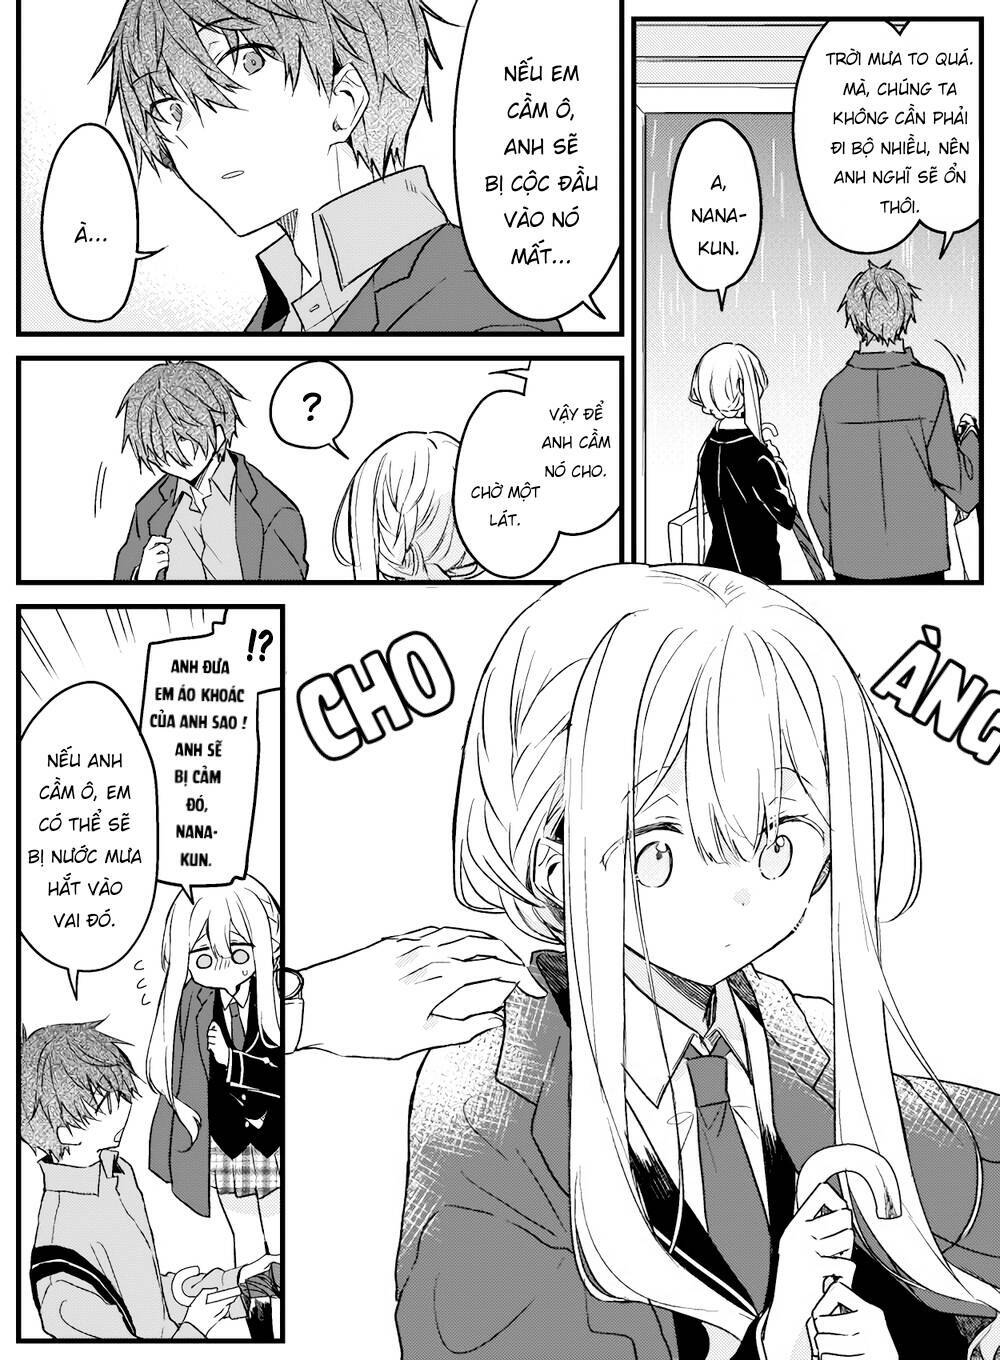 TRỜI MƯA TO QUÁ.
MÀ, CHÚNG TA
KHÔNG CẦN PHẢI
ĐI BỘ NHIỀU, NÊN
ANH NGHĨ SẼ ỔN
THÔI.
A,
NANA-
KUN.
NẾU EM
CẦM Ô,
ANH SẼ
BỊ CỘC ĐẦU
VÀO NÓ
MẤT...
À...
VẬY ĐỂ
ANH CẦM
NÓ CHO.
CHỜ MỘT
LÁT.
?
CHOÀNG
!?
ANH ĐƯA
EM ÁO KHOÁC
CỦA ANH SAO !
ANH SẼ
BỊ CẢM
ĐÓ,
NANA-
KUN.
NẾU ANH
CẦM Ô, EM
CÓ THỂ SẼ
BỊ NƯỚC MƯA
HẮT VÀO
VAI ĐÓ.